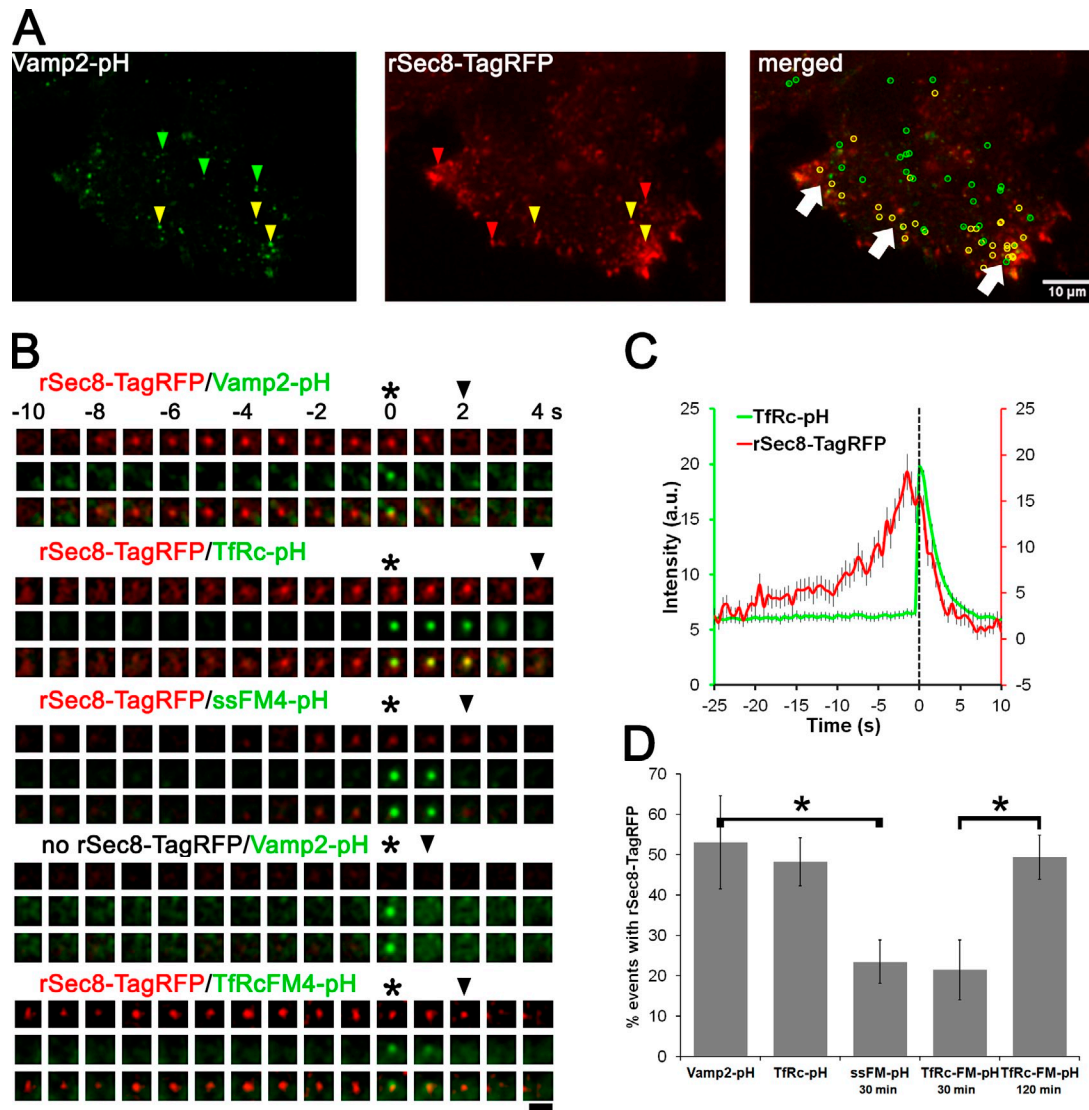 A
Vamp2-pH
rSec8-TagRFP
merged
10 µm
B
rSec8-TagRFP/Vamp2-pH *
-10 -8 -6 -4 -2 0 2 4 s
rSec8-TagRFP/TfRc-pH *
rSec8-TagRFP/ssFM4-pH *
no rSec8-TagRFP/Vamp2-pH *
rSec8-TagRFP/TfRcFM4-pH *
C
TfRc-pH
rSec8-TagRFP
Intensity (a.u.)
25
20
15
10
5
0
25
20
15
10
5
0
-5
-25 -20 -15 -10 -5 0 5 10
Time (s)
D
% events with rSec8-TagRFP
70
60
50
40
30
20
10
0
* *
Vamp2-pH TfRc-pH ssFM-pH TfRc-FM-pH TfRc-FM-pH
30 min 30 min 120 min